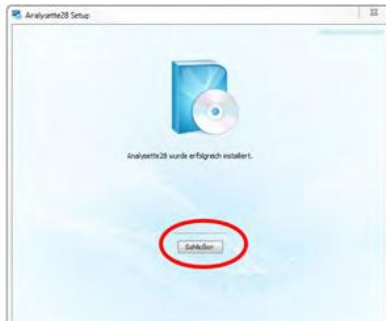 Analysette28 Setup
Analysette28 wurde erfolgreich installiert.
Schließen